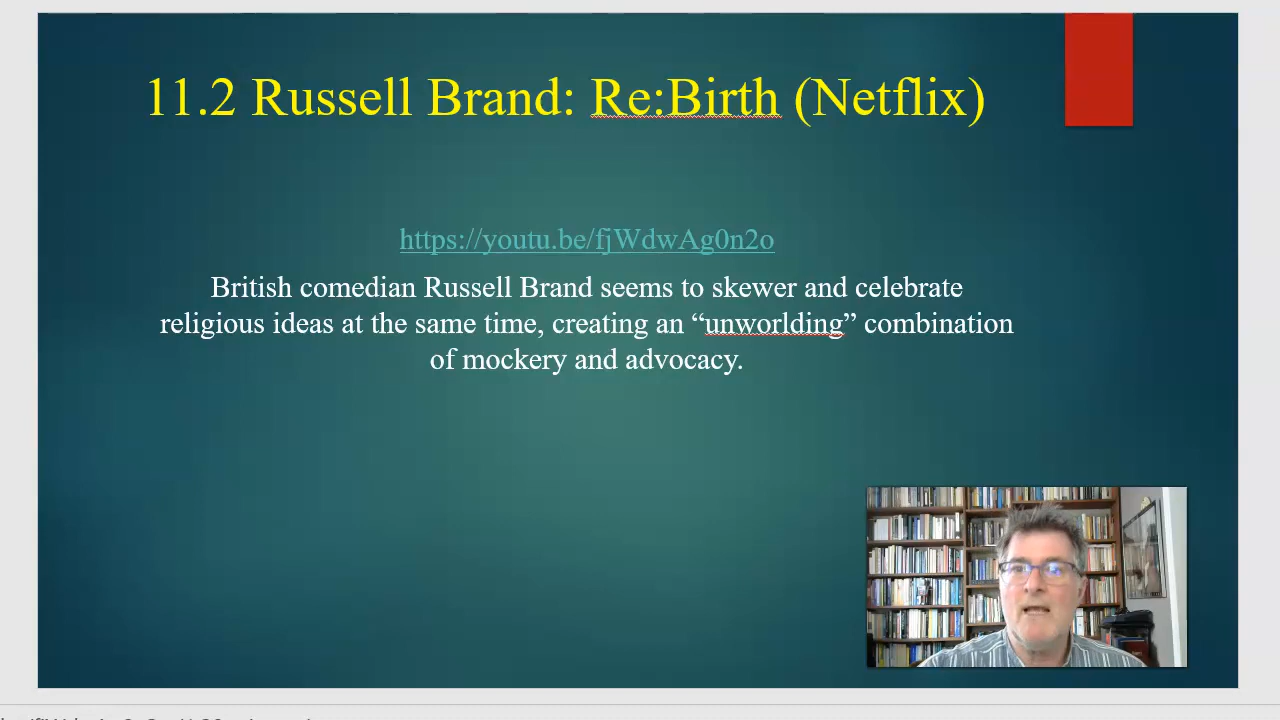 11.2 Russell Brand: Re:Birth (Netflix)
https://youtu.be/fjWdwAg0n2o
British comedian Russell Brand seems to skewer and celebrate
religious ideas at the same time, creating an “unworlding” combination
of mockery and advocacy.